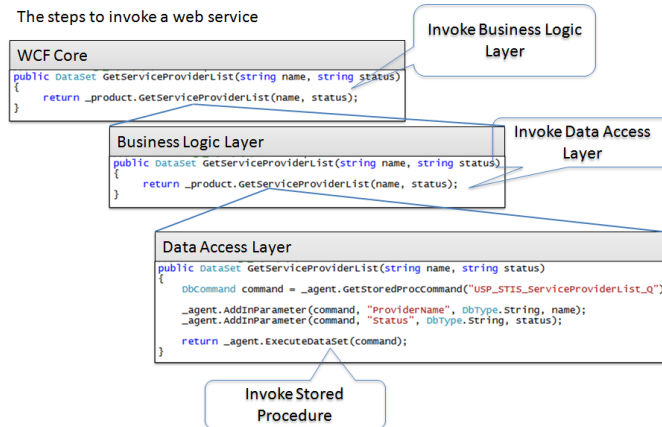 The steps to invoke a web service
Invoke Business Logic
Layer
WCF Core
public DataSet GetServiceProviderList(string name, string status)
{
return _product.GetServiceProviderList(name, status);
}
Invoke Data Access
Layer
Business Logic Layer
public DataSet GetServiceProviderList(string name, string status)
{
return _product.GetServiceProviderList(name, status);
}
Data Access Layer
public DataSet GetServiceProviderList(string name, string status)
{
DbCommand command = _agent.GetStoredProcCommand("USP_STIS_ServiceProviderList_Q")
_agent.AddInParameter(command, "ProviderName", DbType.String, name);
_agent.AddInParameter(command, "Status", DbType.String, status);
return _agent.ExecuteDataSet(command);
}
Invoke Stored
Procedure